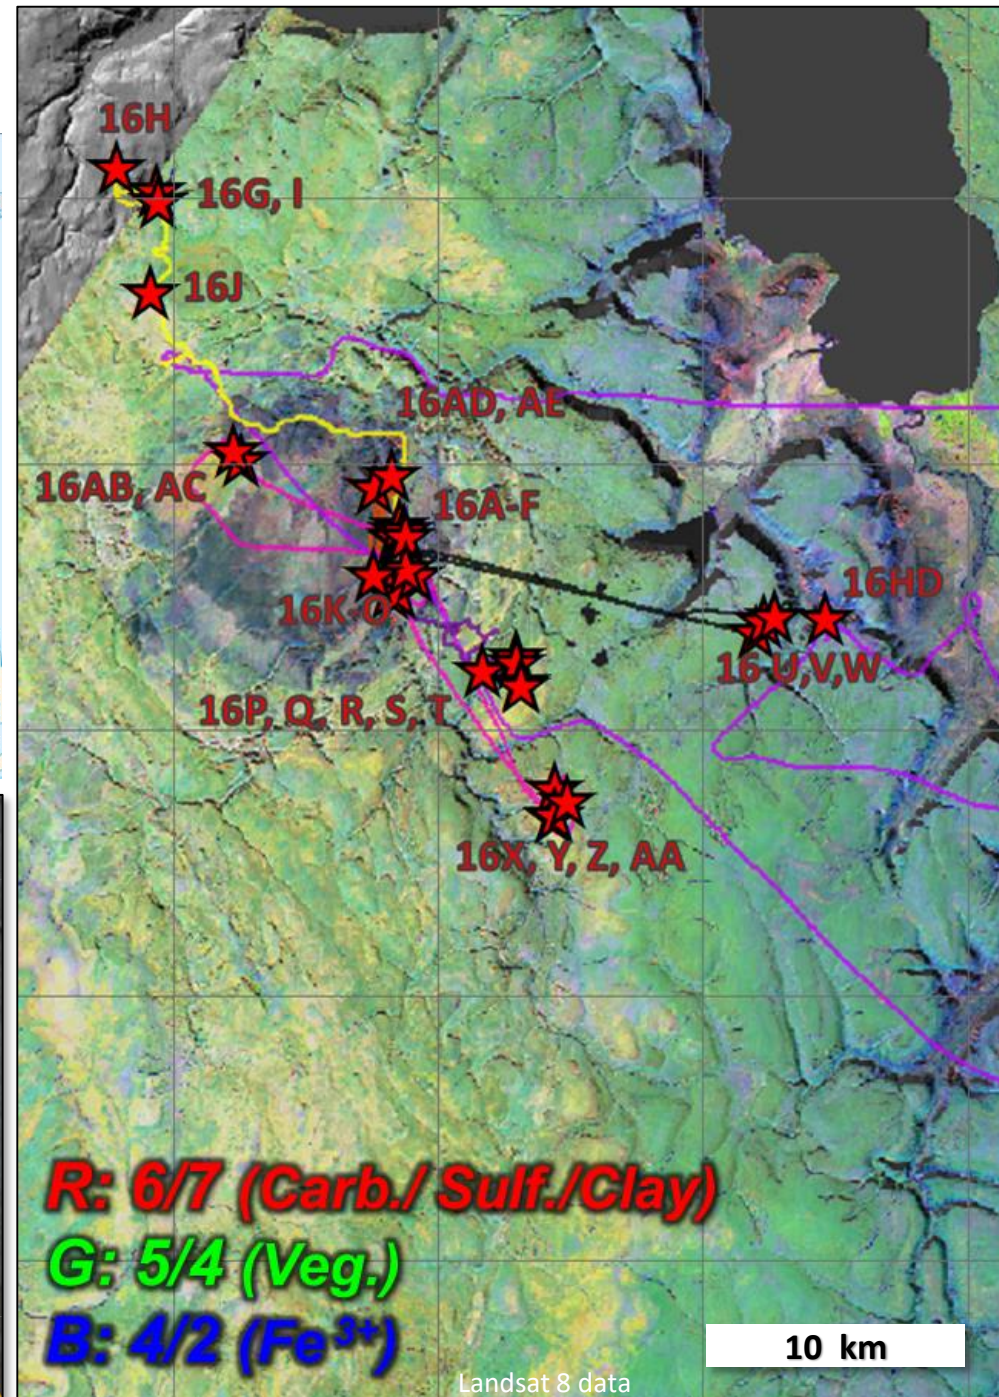 16H
16G, I
16J
16AD, AE
16AB, AC
16A-F
16HD
16K-O
16 U,V,W
16P, Q, R, S, T
16X, Y, Z, AA
R: 6/7 (Carb./ Sulf./Clay)
G: 5/4 (Veg.)
B: 4/2 (Fe³⁺)
10 km
Landsat 8 data